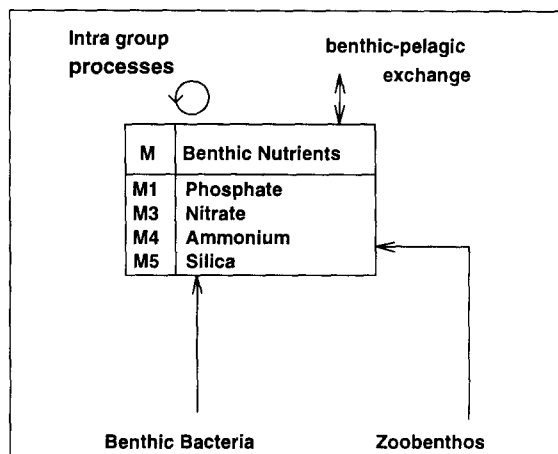 Intra group
processes
benthic-pelagic
exchange
M Benthic Nutrients
M1 Phosphate
M3 Nitrate
M4 Ammonium
M5 Silica
Benthic Bacteria
Zoobenthos